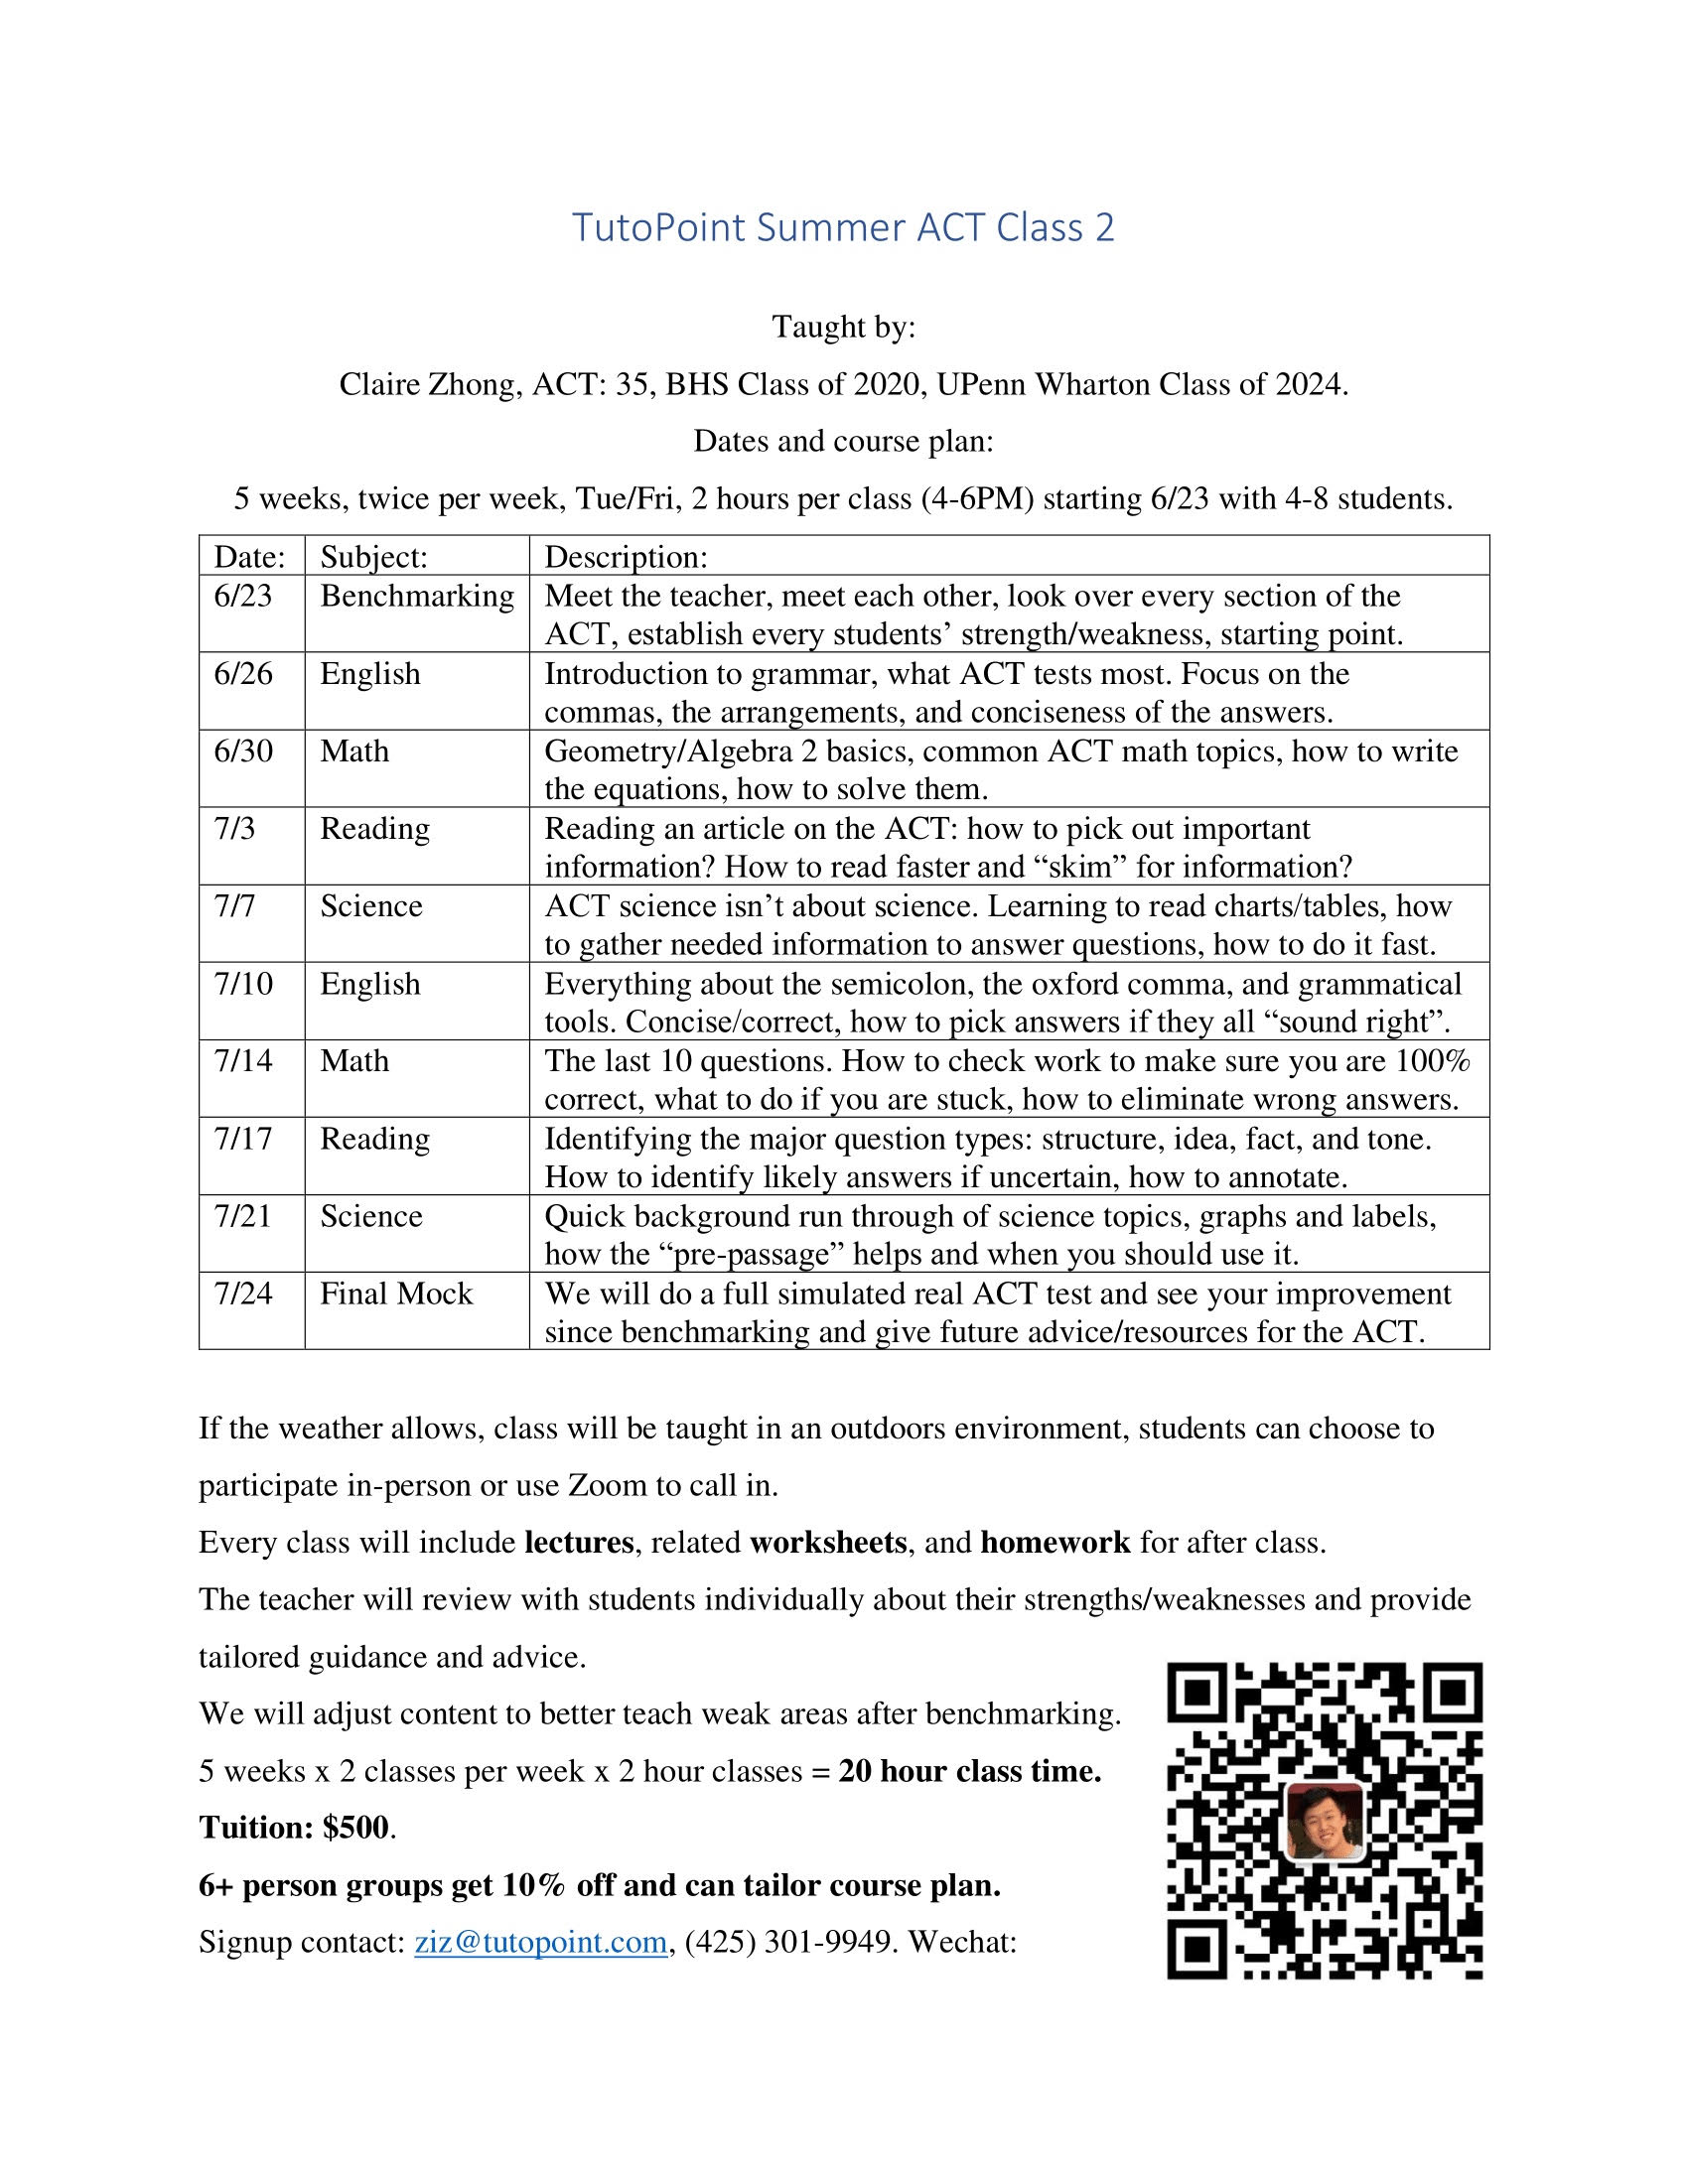 TutoPoint Summer ACT Class 2
Taught by:
Claire Zhong, ACT: 35, BHS Class of 2020, UPenn Wharton Class of 2024.
Dates and course plan:
5 weeks, twice per week, Tue/Fri, 2 hours per class (4-6PM) starting 6/23 with 4-8 students.
Date: Subject: Description:
6/23 Benchmarking Meet the teacher, meet each other, look over every section of the
ACT, establish every students’ strength/weakness, starting point.
6/26 English Introduction to grammar, what ACT tests most. Focus on the
commas, the arrangements, and conciseness of the answers.
6/30 Math Geometry/Algebra 2 basics, common ACT math topics, how to write
the equations, how to solve them.
7/3 Reading Reading an article on the ACT: how to pick out important
information? How to read faster and “skim” for information?
7/7 Science ACT science isn’t about science. Learning to read charts/tables, how
to gather needed information to answer questions, how to do it fast.
7/10 English Everything about the semicolon, the oxford comma, and grammatical
tools. Concise/correct, how to pick answers if they all “sound right”.
7/14 Math The last 10 questions. How to check work to make sure you are 100%
correct, what to do if you are stuck, how to eliminate wrong answers.
7/17 Reading Identifying the major question types: structure, idea, fact, and tone.
How to identify likely answers if uncertain, how to annotate.
7/21 Science Quick background run through of science topics, graphs and labels,
how the “pre-passage” helps and when you should use it.
7/24 Final Mock We will do a full simulated real ACT test and see your improvement
since benchmarking and give future advice/resources for the ACT.
If the weather allows, class will be taught in an outdoors environment, students can choose to
participate in-person or use Zoom to call in.
Every class will include lectures, related worksheets, and homework for after class.
The teacher will review with students individually about their strengths/weaknesses and provide
tailored guidance and advice.
We will adjust content to better teach weak areas after benchmarking.
5 weeks x 2 classes per week x 2 hour classes = 20 hour class time.
Tuition: $500.
6+ person groups get 10% off and can tailor course plan.
Signup contact: ziz@tutopoint.com, (425) 301-9949. Wechat: